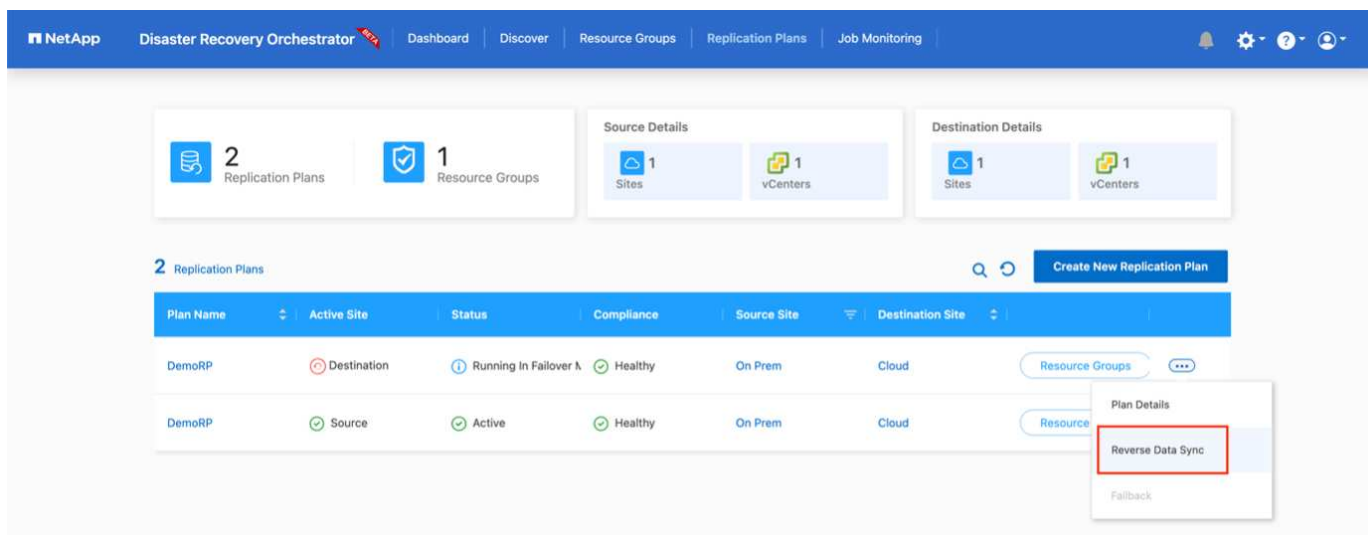 NetApp Disaster Recovery Orchestrator BETA Dashboard Discover Resource Groups Replication Plans Job Monitoring ?
2 Replication Plans
1 Resource Groups
Source Details
1 Sites
1 vCenters
Destination Details
1 Sites
1 vCenters
2 Replication Plans
Create New Replication Plan
Plan Name Active Site Status Compliance Source Site Destination Site
DemoRP Destination Running In Failover M Healthy On Prem Cloud Resource Groups
DemoRP Source Active Healthy On Prem Cloud Resource
Plan Details
Reverse Data Sync
Failback